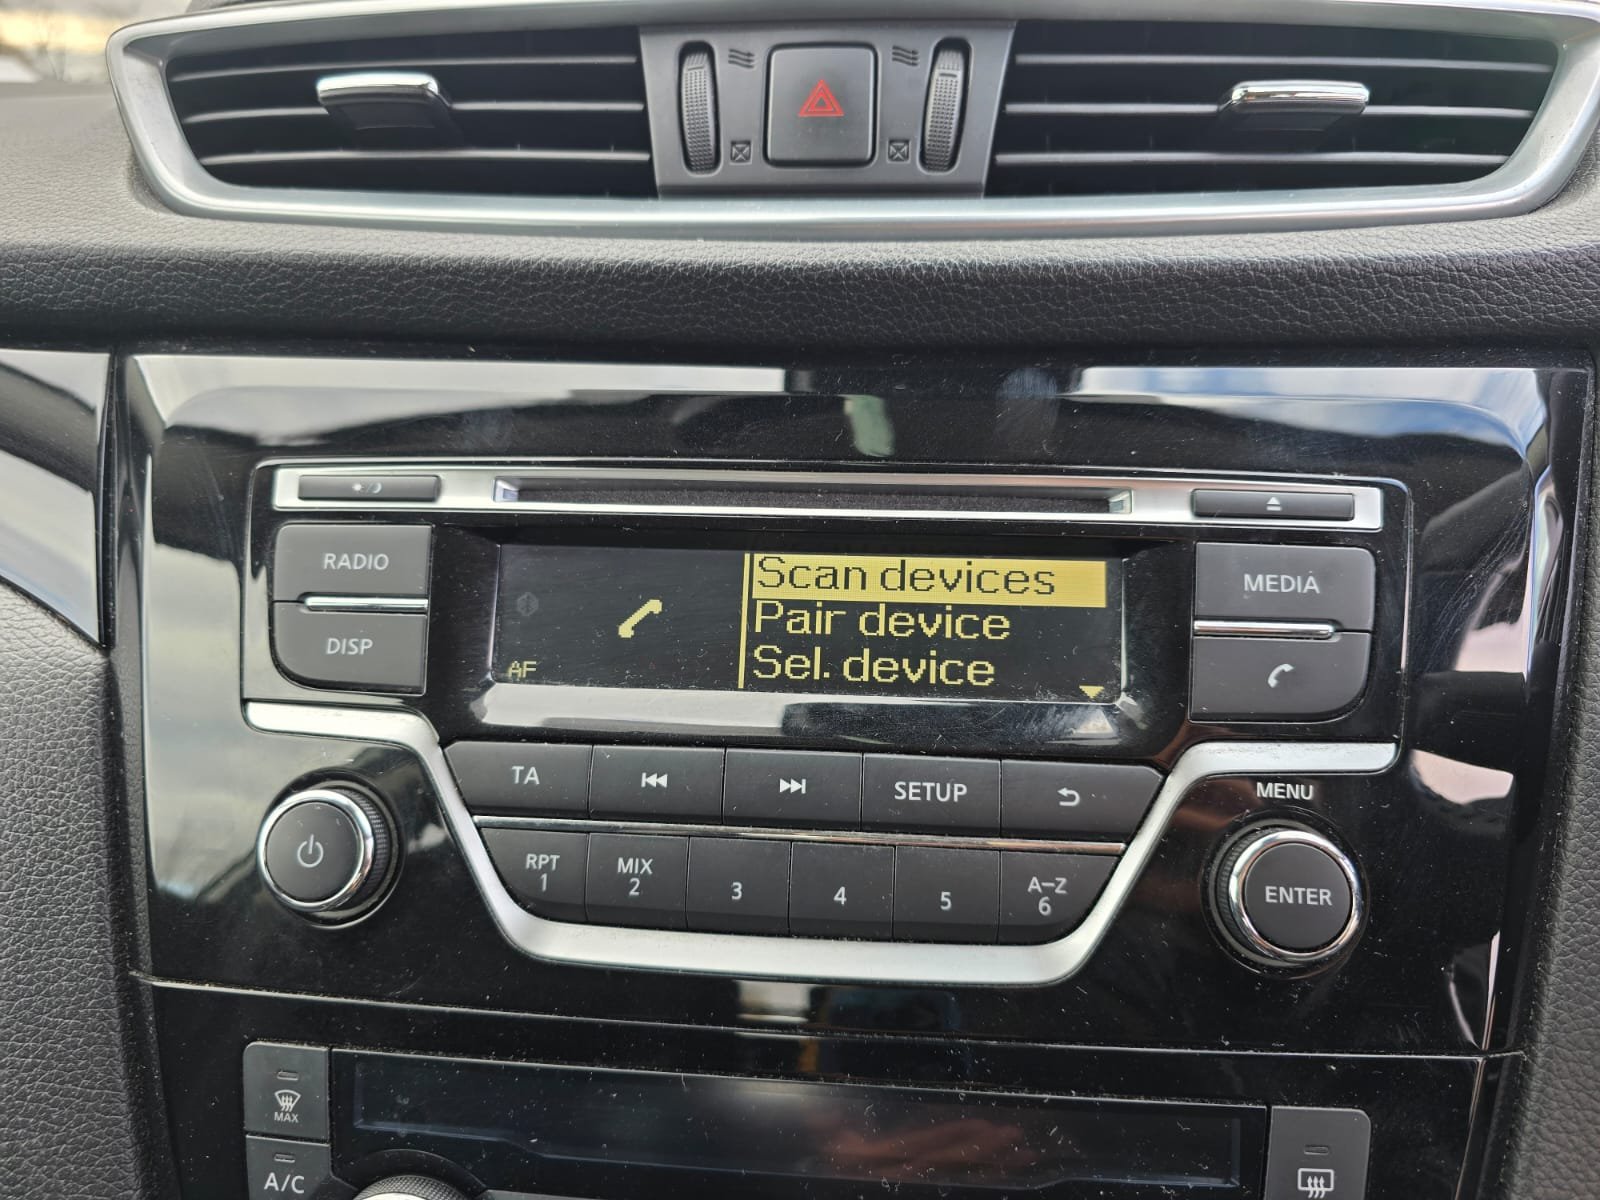 RADIO
DISP
AF
Scan devices
Pair device
Sel. device
MEDIA
TA
SETUP
MENU
RPT
1
MIX
2
3
4
5
A-Z
6
ENTER
MAX
A/C